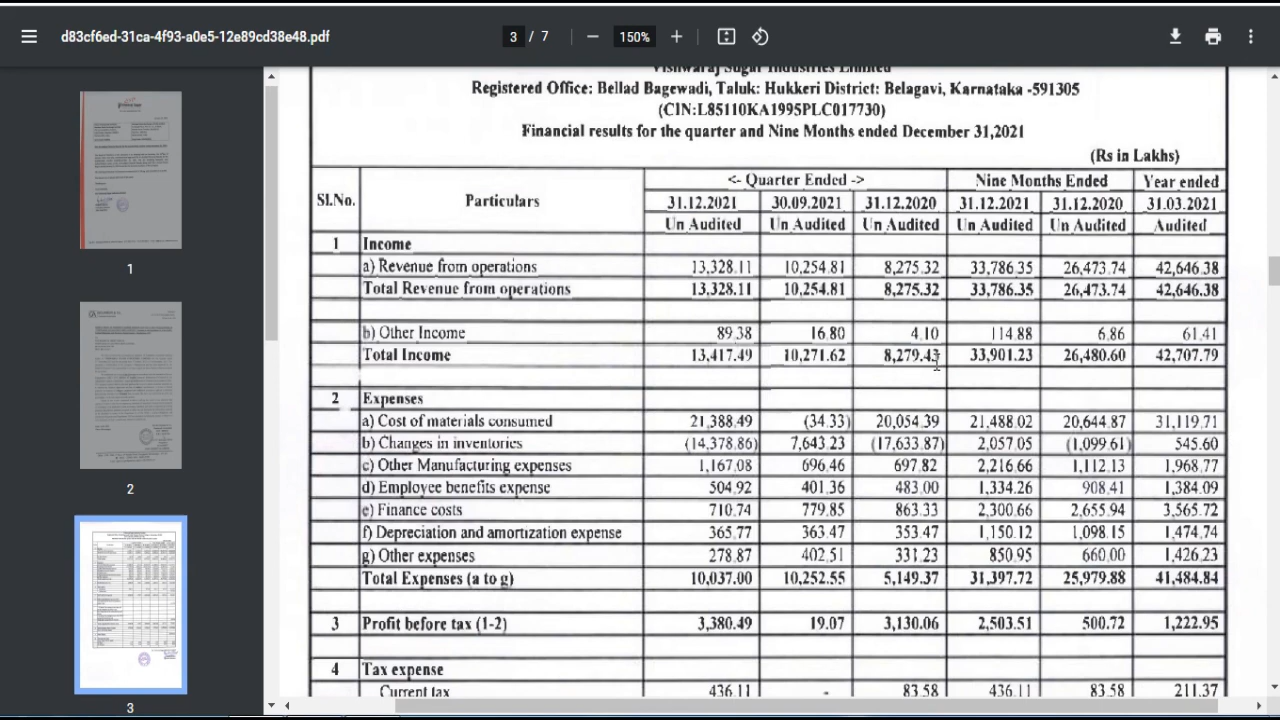 d83cf6ed-31ca-4f93-a0e5-12e89cd38e48.pdf 3 / 7 150%
Vishwaraj Sugar Industries Limited
Registered Office: Bellad Bagewadi, Taluk: Hukkeri District: Belagavi, Karnataka -591305
(CIN:L85110KA1995PLC017730)
Financial results for the quarter and Nine Months ended December 31,2021
(Rs in Lakhs)
Sl.No. Particulars <- Quarter Ended -> Nine Months Ended Year ended
31.12.2021 30.09.2021 31.12.2020 31.12.2021 31.12.2020 31.03.2021
Un Audited Un Audited Un Audited Un Audited Un Audited Audited
1 Income
a) Revenue from operations 13,328.11 10,254.81 8,275.32 33,786.35 26,473.74 42,646.38
Total Revenue from operations 13,328.11 10,254.81 8,275.32 33,786.35 26,473.74 42,646.38
b) Other Income 89.38 16.80 4.10 114.88 6.86 61.41
Total Income 13,417.49 10,271.62 8,279.43 33,901.23 26,480.60 42,707.79
2 Expenses
a) Cost of materials consumed 21,388.49 (34.33) 20,054.39 21,488.02 20,644.87 31,119.71
b) Changes in inventories (14,378.86) 7,643.23 (17,633.87) 2,057.05 (1,099.61) 545.60
c) Other Manufacturing expenses 1,167.08 696.46 697.82 2,216.66 1,112.13 1,968.77
d) Employee benefits expense 504.92 401.36 483.00 1,334.26 908.41 1,384.09
e) Finance costs 710.74 779.85 863.33 2,300.66 2,655.94 3,565.72
f) Depreciation and amortization expense 365.77 363.47 353.47 1,170.12 1,098.15 1,474.74
g) Other expenses 278.87 402.51 331.23 830.95 660.00 1,426.23
Total Expenses (a to g) 10,037.00 10,252.55 5,149.37 31,397.72 25,979.88 41,484.84
3 Profit before tax (1-2) 3,380.49 19.07 3,130.06 2,503.51 500.72 1,222.95
4 Tax expense
Current tax 436.11 - 83.58 436.11 83.58 211.37
1
2
3